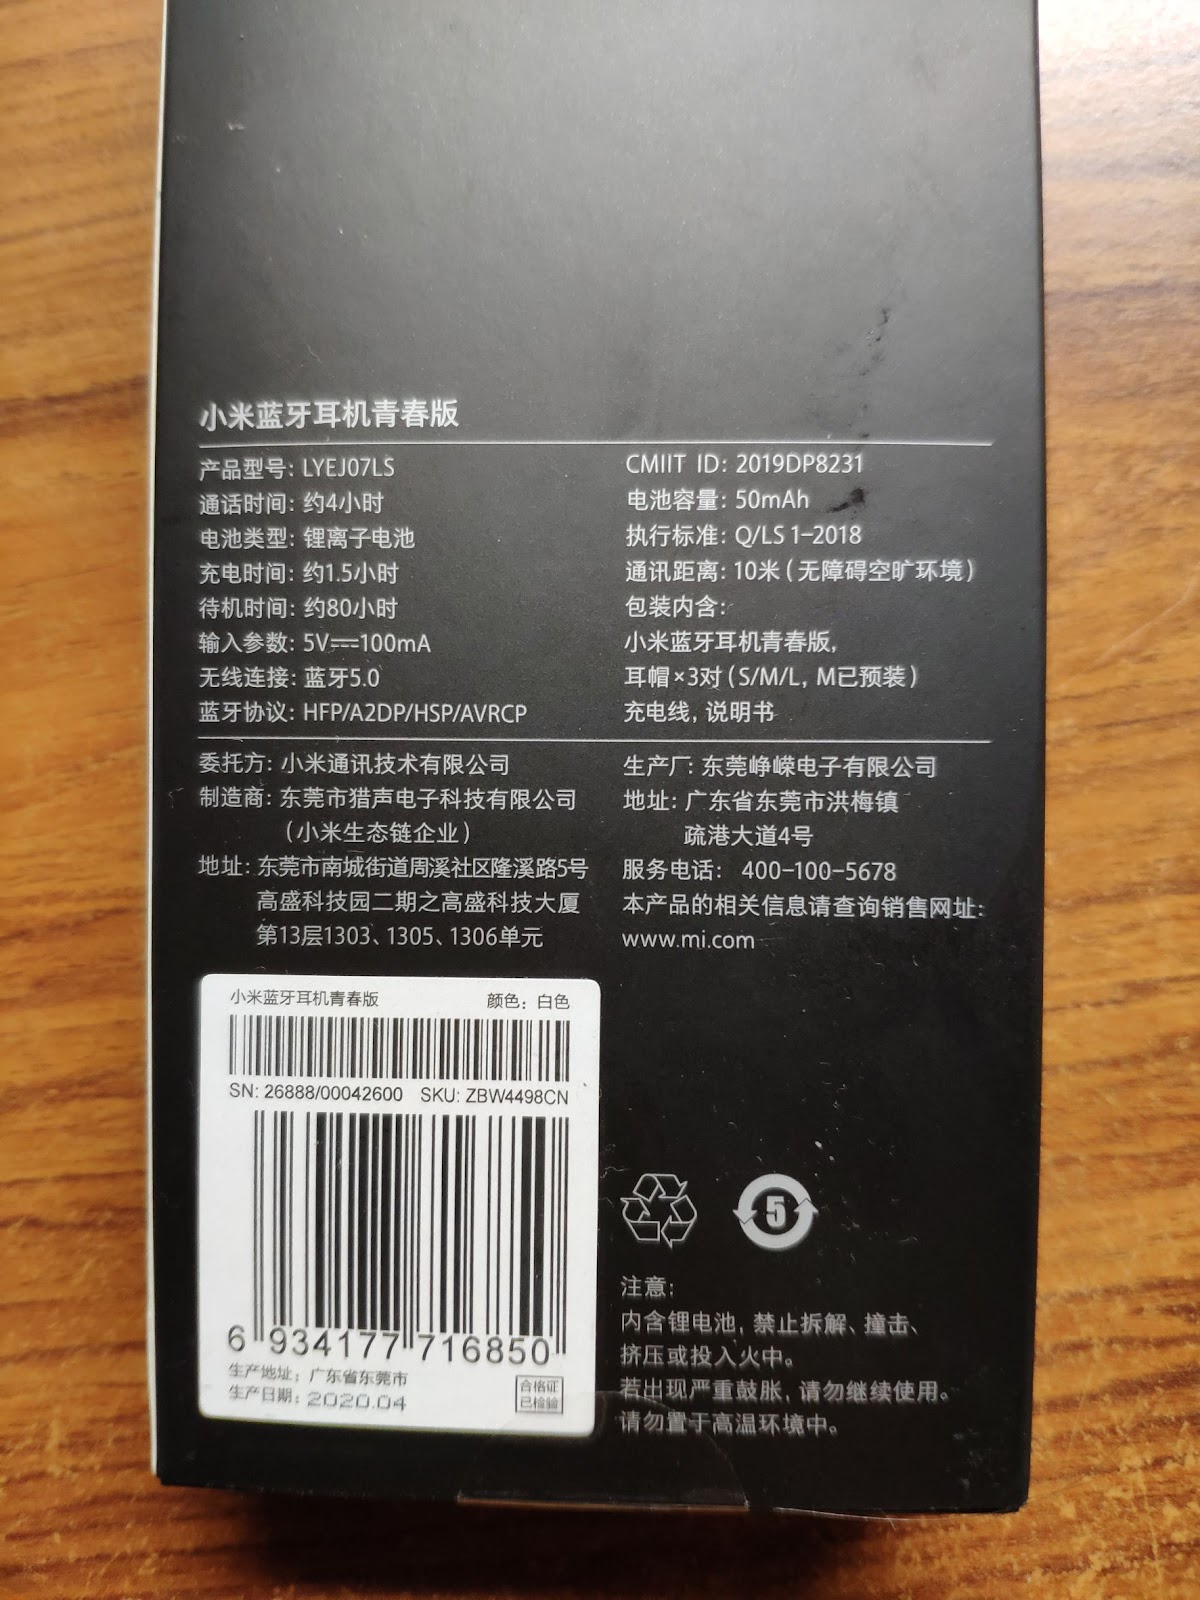 小米蓝牙耳机青春版
产品型号: LYEJ07LS
通话时间: 约4小时
电池类型: 锂离子电池
充电时间: 约1.5小时
待机时间: 约80小时
输入参数: 5V⎓100mA
无线连接: 蓝牙5.0
蓝牙协议: HFP/A2DP/HSP/AVRCP
CMIIT ID: 2019DP8231
电池容量: 50mAh
执行标准: Q/LS 1-2018
通讯距离: 10米(无障碍空旷环境)
包装内含:
小米蓝牙耳机青春版,
耳帽×3对(S/M/L, M已预装)
充电线, 说明书
委托方: 小米通讯技术有限公司
制造商: 东莞市猎声电子科技有限公司
(小米生态链企业)
地址: 东莞市南城街道周溪社区隆溪路5号
高盛科技园二期之高盛科技大厦
第13层1303、1305、1306单元
生产厂: 东莞峥嵘电子有限公司
地址: 广东省东莞市洪梅镇
疏港大道4号
服务电话: 400-100-5678
本产品的相关信息请查询销售网址:
www.mi.com
小米蓝牙耳机青春版 颜色: 白色
SN: 26888/00042600 SKU: ZBW4498CN
6 934177 716850
生产地址: 广东省东莞市
生产日期: 2020.04
合格证
已检验
5
注意:
内含锂电池, 禁止拆解、撞击、
挤压或投入火中。
若出现严重鼓胀, 请勿继续使用。
请勿置于高温环境中。